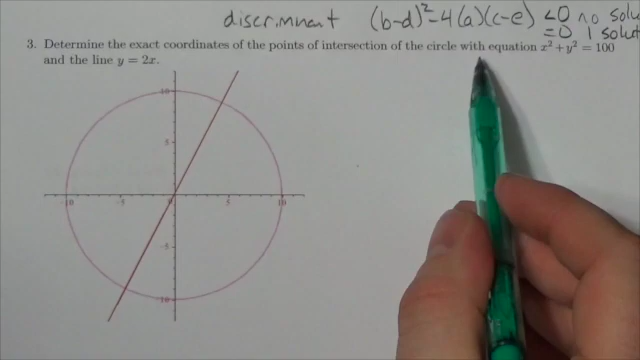 discriminant (b-d)²-4(a)(c-e) <0 no solu
=0 1 solut
3. Determine the exact coordinates of the points of intersection of the circle with equation x² + y² = 100
and the line y = 2x.
10
5
-10 -5 0 5 10
-5
-10